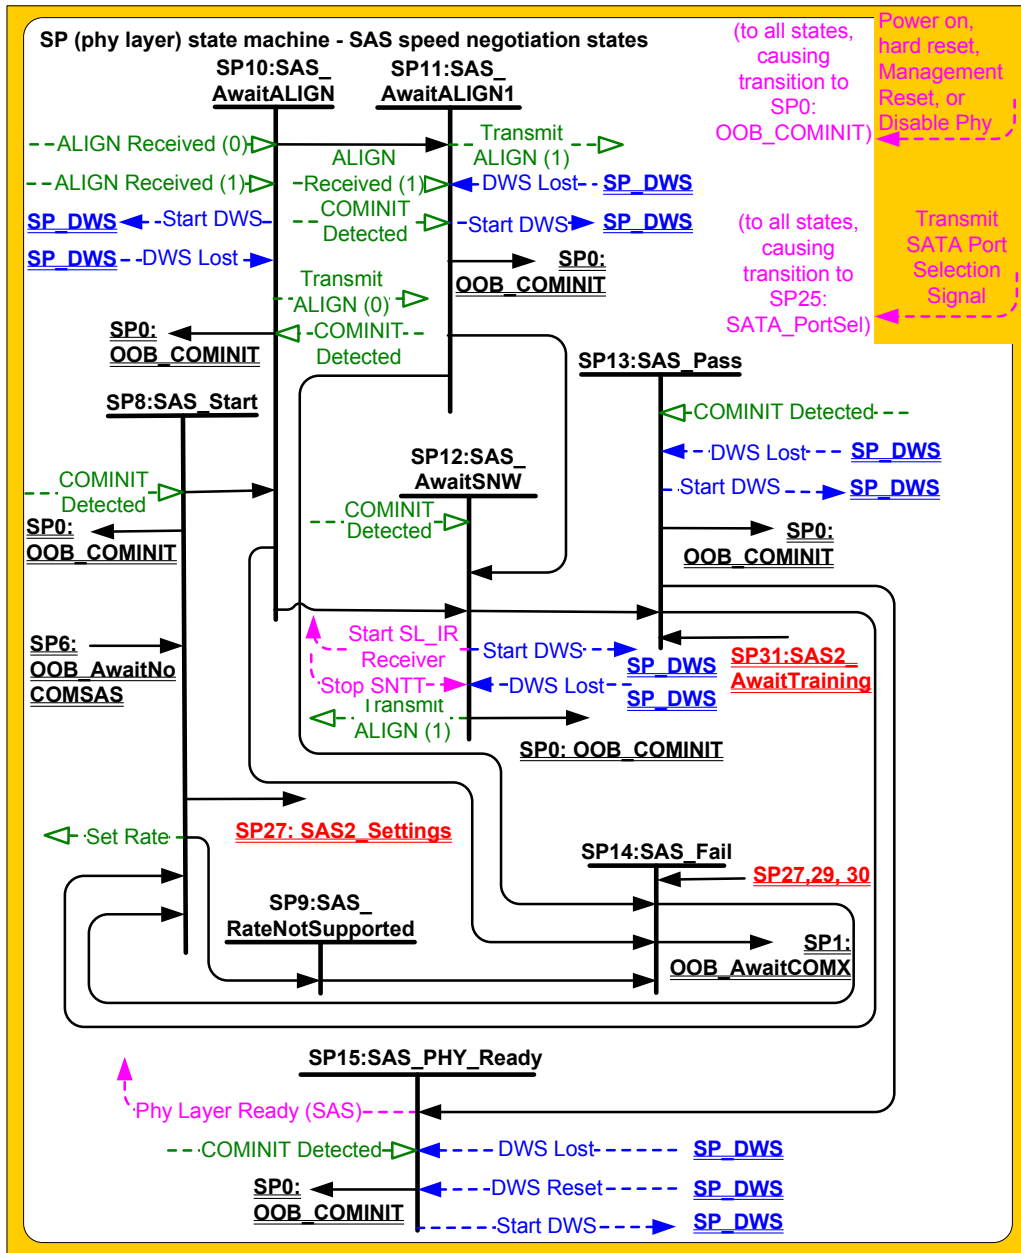 SP (phy layer) state machine - SAS speed negotiation states
(to all states,
causing
transition to
SP0:
OOB_COMINIT)
Power on,
hard reset,
Management
Reset, or
Disable Phy
SP10:SAS_
AwaitALIGN
SP11:SAS_
AwaitALIGN1
ALIGN Received (0)
ALIGN Received (1)
SP_DWS
Start DWS
SP_DWS
DWS Lost
ALIGN
Received (1)
COMINIT
Detected
Transmit
ALIGN (1)
DWS Lost
SP_DWS
Start DWS
SP_DWS
SP0:
OOB_COMINIT
(to all states,
causing
transition to
SP25:
SATA_PortSel)
Transmit
SATA Port
Selection
Signal
Transmit
ALIGN (0)
COMINIT
Detected
SP0:
OOB_COMINIT
SP13:SAS_Pass
COMINIT Detected
DWS Lost
SP_DWS
Start DWS
SP_DWS
SP0:
OOB_COMINIT
SP8:SAS_Start
COMINIT
Detected
SP0:
OOB_COMINIT
SP12:SAS_
AwaitSNW
COMINIT
Detected
SP6:
OOB_AwaitNo
COMSAS
Start SL_IR
Receiver
Stop SNTT
Transmit
ALIGN (1)
Start DWS
SP_DWS
DWS Lost
SP_DWS
SP0: OOB_COMINIT
SP31:SAS2_
AwaitTraining
SP27: SAS2_Settings
Set Rate
SP14:SAS_Fail
SP27,29, 30
SP9:SAS_
RateNotSupported
SP1:
OOB_AwaitCOMX
SP15:SAS_PHY_Ready
Phy Layer Ready (SAS)
COMINIT Detected
DWS Lost
SP_DWS
SP0:
OOB_COMINIT
DWS Reset
SP_DWS
Start DWS
SP_DWS